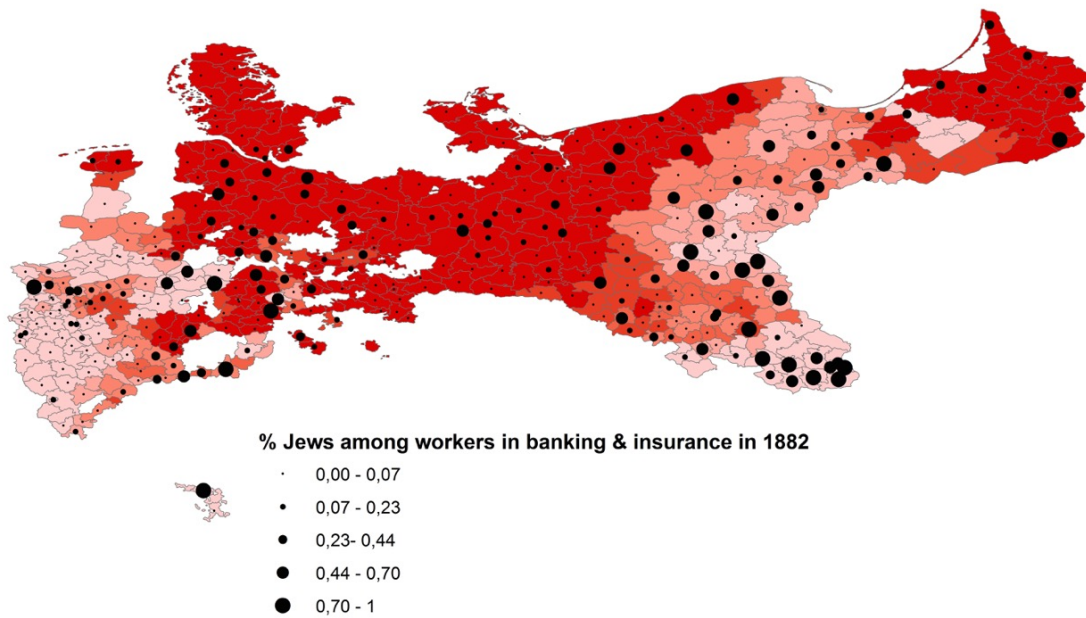 % Jews among workers in banking & insurance in 1882
0,00 - 0,07
0,07 - 0,23
0,23- 0,44
0,44 - 0,70
0,70 - 1